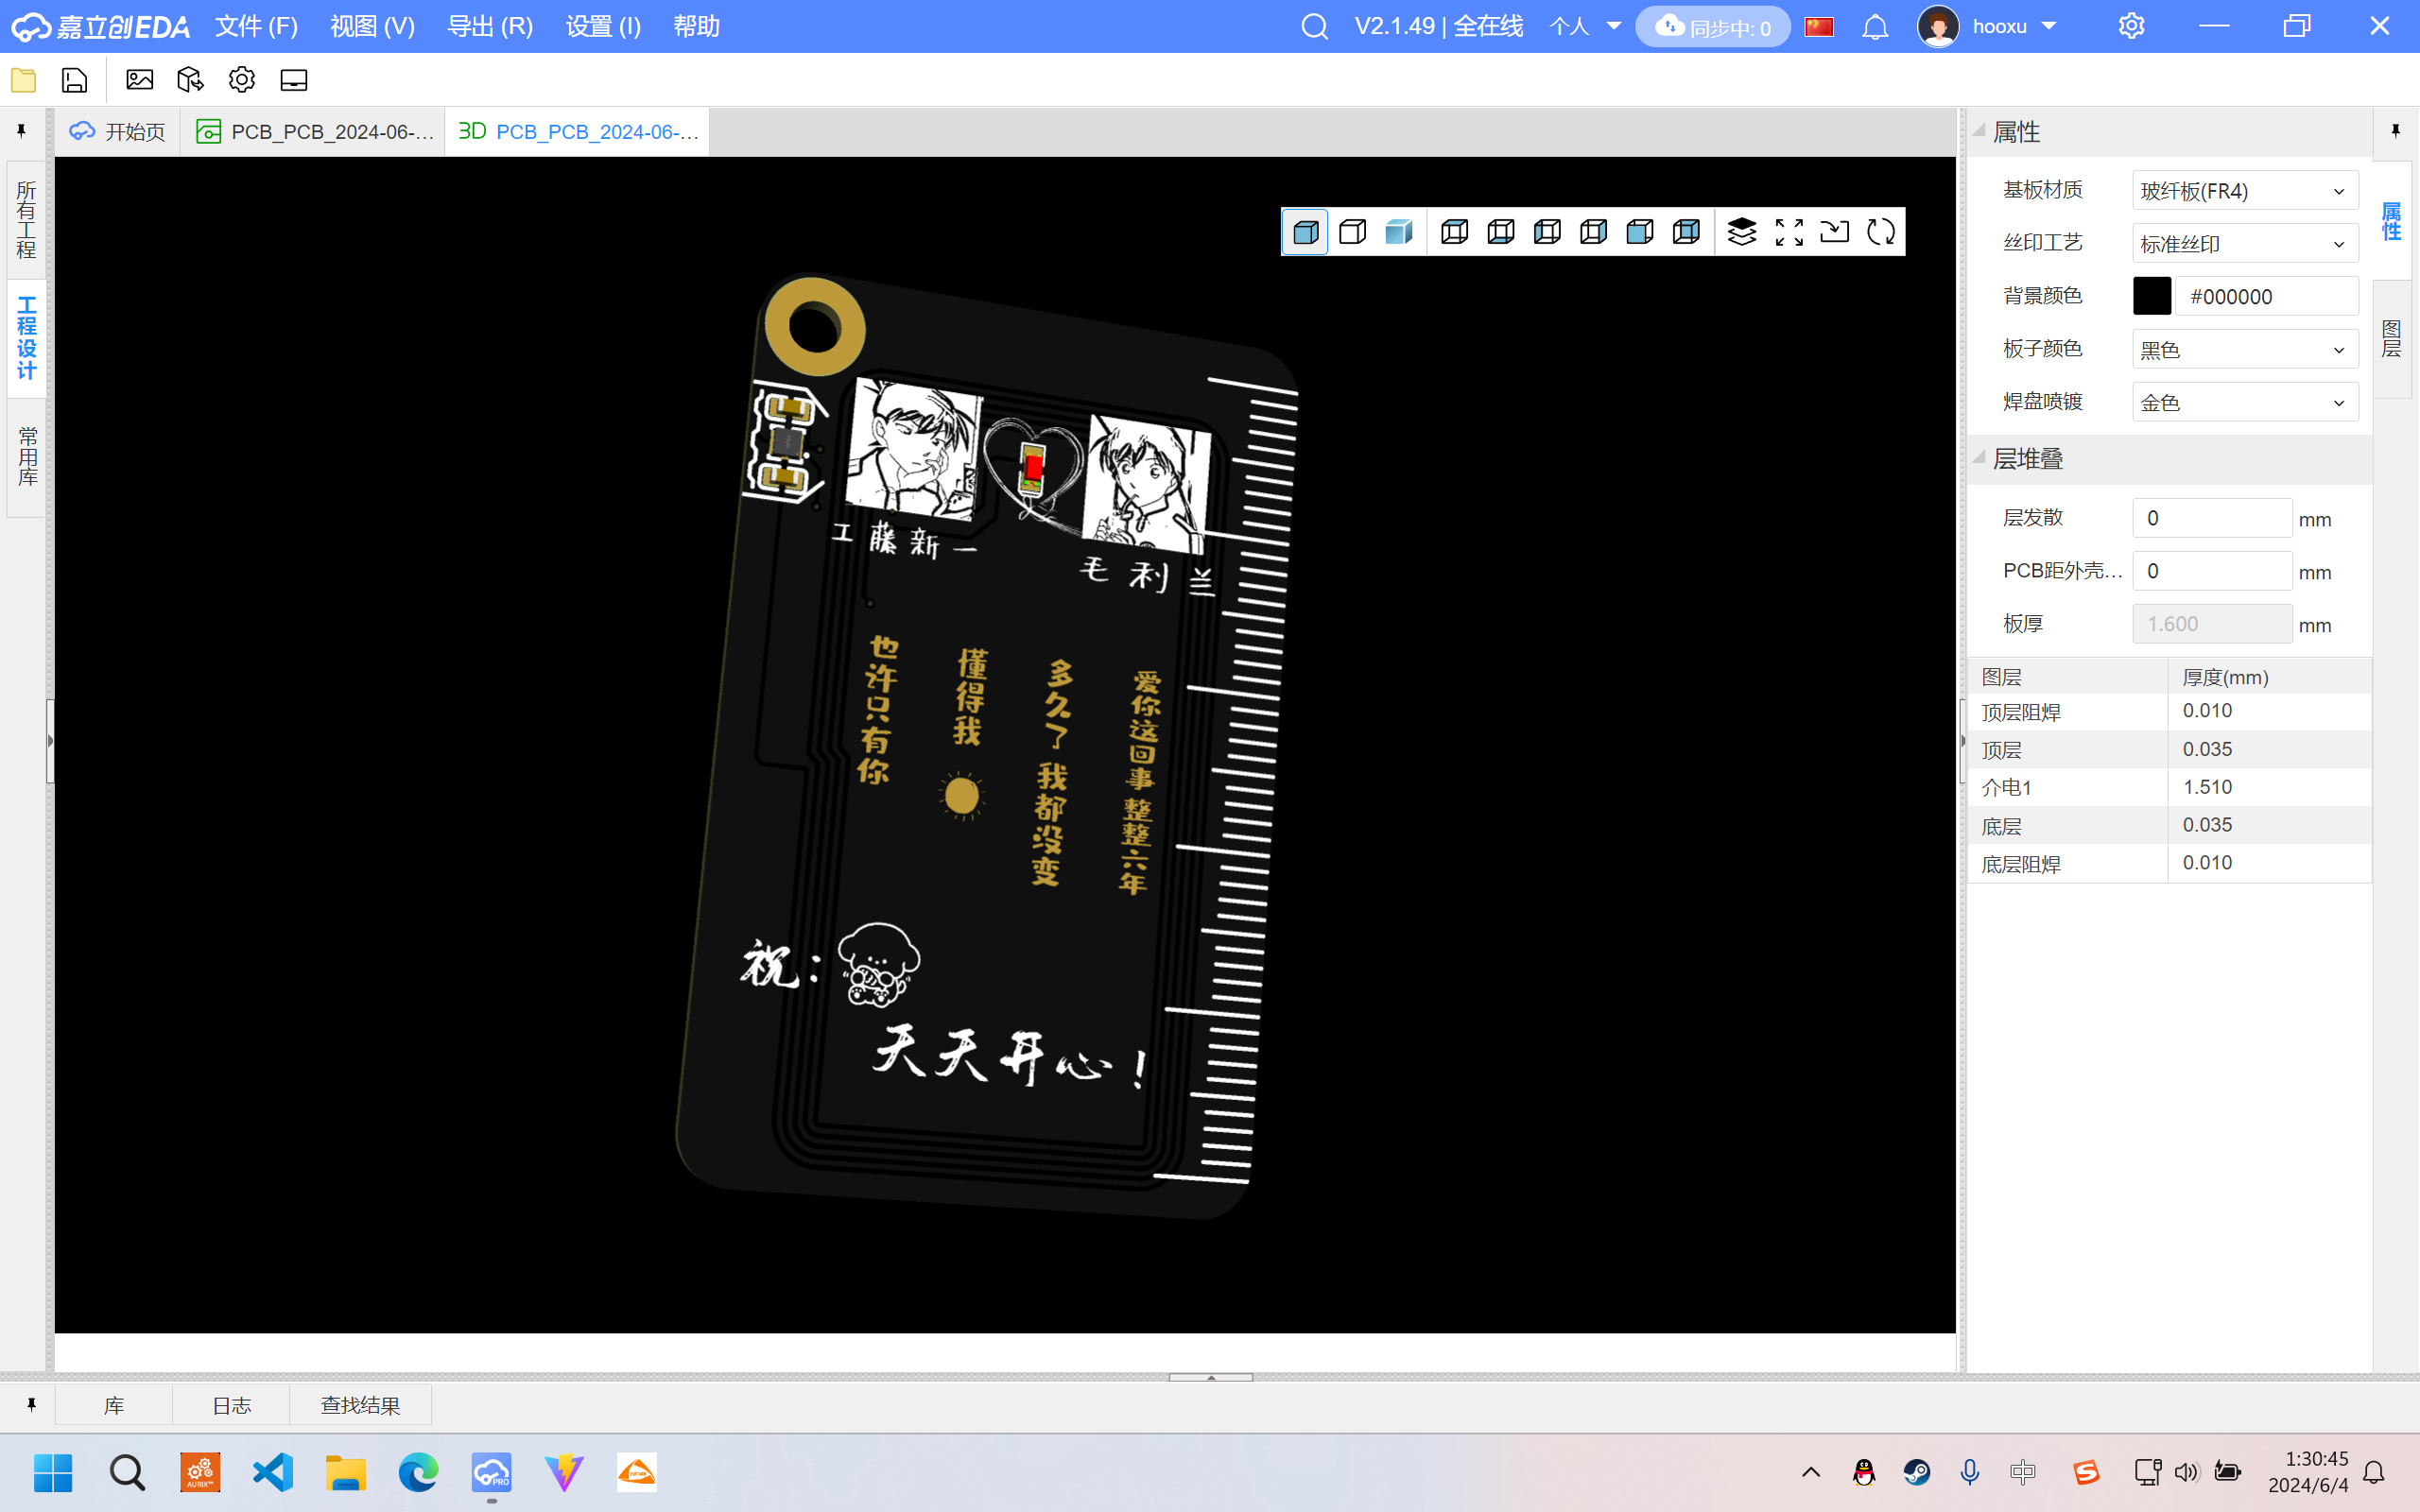 嘉立创EDA 文件 (F) 视图 (V) 导出 (R) 设置 (I) 帮助 V2.1.49 | 全在线 个人 同步中: 0 hooxu
开始页 PCB_PCB_2024-06-... 3D PCB_PCB_2024-06-...
所有工程
工程设计
常用库
工藤新一
毛利兰
也许只有你
懂得我
多久了 我都没变
爱你这回事 整整六年
祝：
天天开心！
属性
基板材质 玻纤板(FR4)
丝印工艺 标准丝印
背景颜色 #000000
板子颜色 黑色
焊盘喷镀 金色
层堆叠
层发散 0 mm
PCB距外壳... 0 mm
板厚 1.600 mm
图层 厚度(mm)
顶层阻焊 0.010
顶层 0.035
介电1 1.510
底层 0.035
底层阻焊 0.010
属性
图层
库 日志 查找结果
AURIX™ PRO 中 1:30:45
2024/6/4